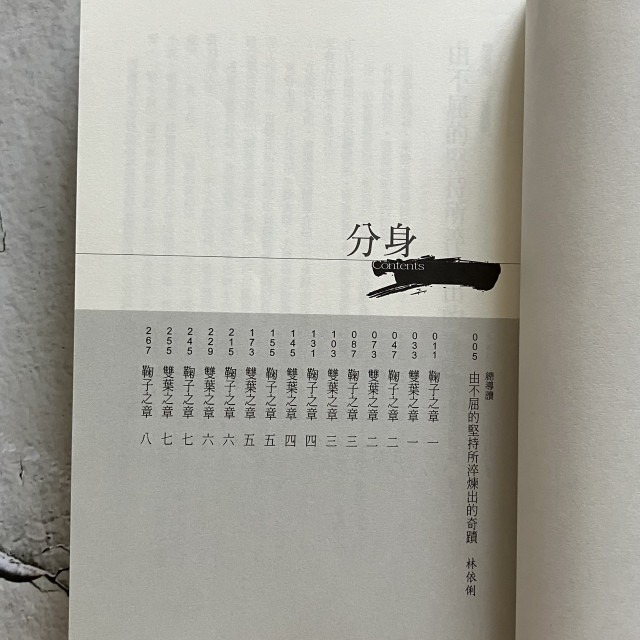 分身
Contents
總導讀
005 由不屈的堅持所淬煉出的奇蹟 林依俐
011 鞠子之章 一
033 雙葉之章 一
047 鞠子之章 二
073 雙葉之章 二
087 鞠子之章 三
103 雙葉之章 三
131 鞠子之章 四
145 雙葉之章 四
155 鞠子之章 五
173 雙葉之章 五
215 鞠子之章 六
229 雙葉之章 六
245 鞠子之章 七
255 雙葉之章 七
267 鞠子之章 八